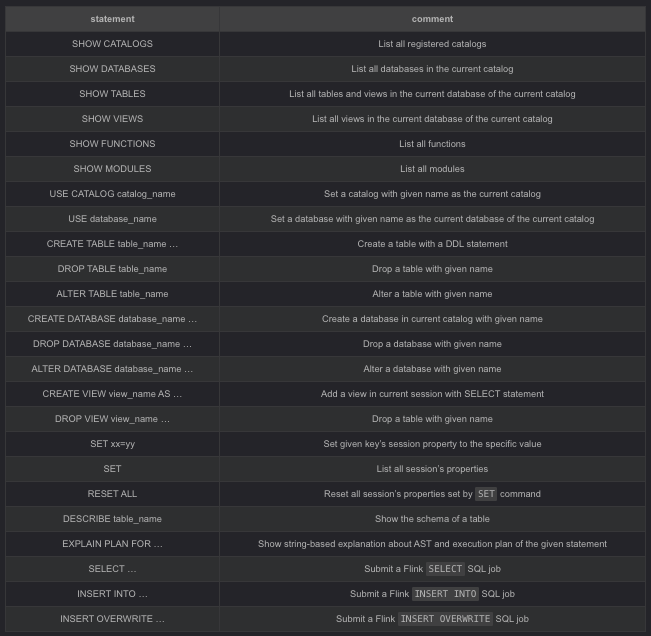 statement comment
SHOW CATALOGS List all registered catalogs
SHOW DATABASES List all databases in the current catalog
SHOW TABLES List all tables and views in the current database of the current catalog
SHOW VIEWS List all views in the current database of the current catalog
SHOW FUNCTIONS List all functions
SHOW MODULES List all modules
USE CATALOG catalog_name Set a catalog with given name as the current catalog
USE database_name Set a database with given name as the current database of the current catalog
CREATE TABLE table_name … Create a table with a DDL statement
DROP TABLE table_name Drop a table with given name
ALTER TABLE table_name Alter a table with given name
CREATE DATABASE database_name … Create a database in current catalog with given name
DROP DATABASE database_name … Drop a database with given name
ALTER DATABASE database_name … Alter a database with given name
CREATE VIEW view_name AS … Add a view in current session with SELECT statement
DROP VIEW view_name … Drop a table with given name
SET xx=yy Set given key's session property to the specific value
SET List all session's properties
RESET ALL Reset all session's properties set by SET command
DESCRIBE table_name Show the schema of a table
EXPLAIN PLAN FOR … Show string-based explanation about AST and execution plan of the given statement
SELECT … Submit a Flink SELECT SQL job
INSERT INTO … Submit a Flink INSERT INTO SQL job
INSERT OVERWRITE … Submit a Flink INSERT OVERWRITE SQL job